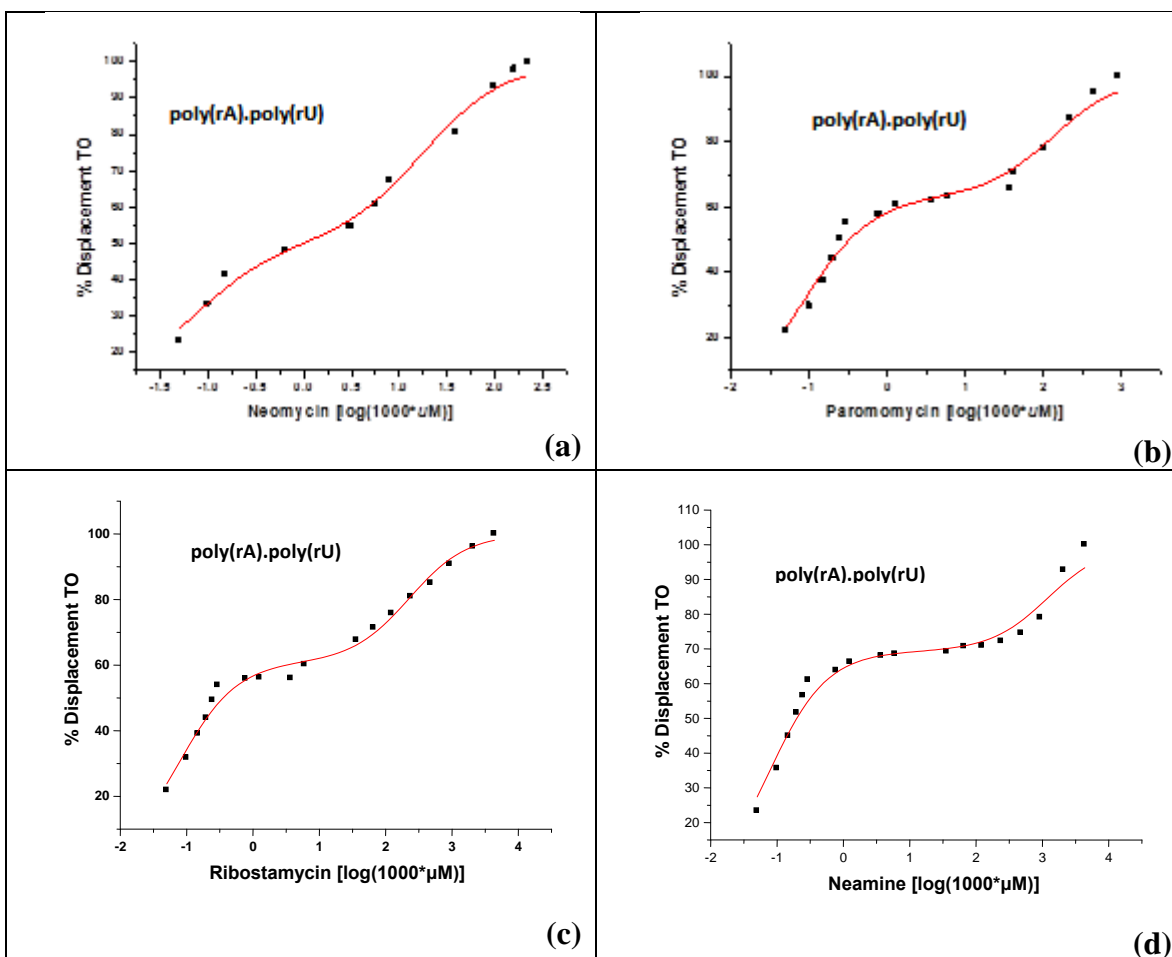 100
90
80
70
60
50
40
30
20
% Displacement TO
poly(rA).poly(rU)
-1.5 -1.0 -0.5 0.0 0.5 1.0 1.5 2.0 2.5
Neomycin [log(1000*uM)]
(a)
100
80
60
40
20
% Displacement TO
poly(rA).poly(rU)
-2 -1 0 1 2 3
Paromomycin [log(1000*uM)]
(b)
100
80
60
40
20
% Displacement TO
poly(rA).poly(rU)
-2 -1 0 1 2 3 4
Ribostamycin [log(1000*µM)]
(c)
110
100
90
80
70
60
50
40
30
20
% Displacement TO
poly(rA).poly(rU)
-2 -1 0 1 2 3 4
Neamine [log(1000*µM)]
(d)